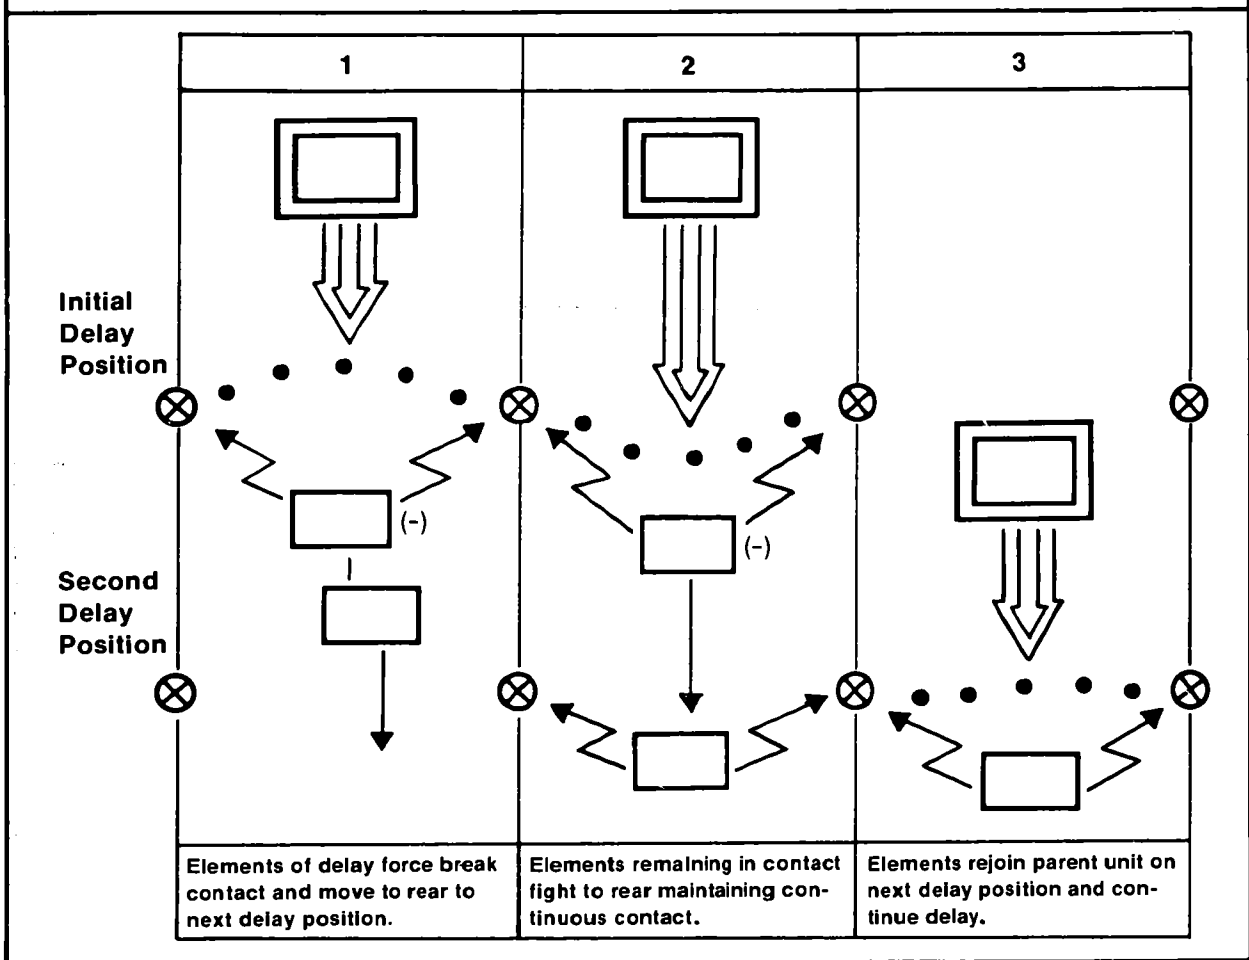 1
2
3
Initial
Delay
Position
(-)
(-)
Second
Delay
Position
Elements of delay force break
contact and move to rear to
next delay position.
Elements remaining in contact
fight to rear maintaining con-
tinuous contact.
Elements rejoin parent unit on
next delay position and con-
tinue delay.